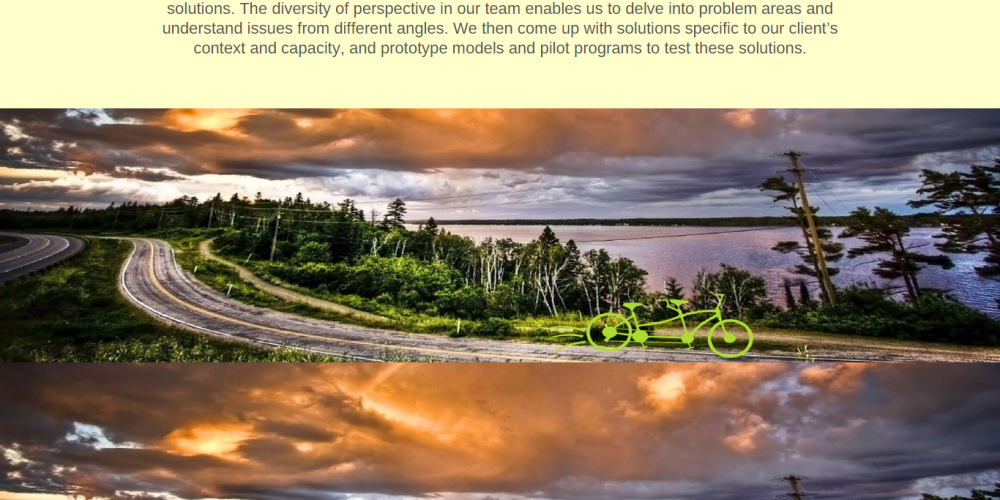 solutions. The diversity of perspective in our team enables us to delve into problem areas and
understand issues from different angles. We then come up with solutions specific to our client’s
context and capacity, and prototype models and pilot programs to test these solutions.